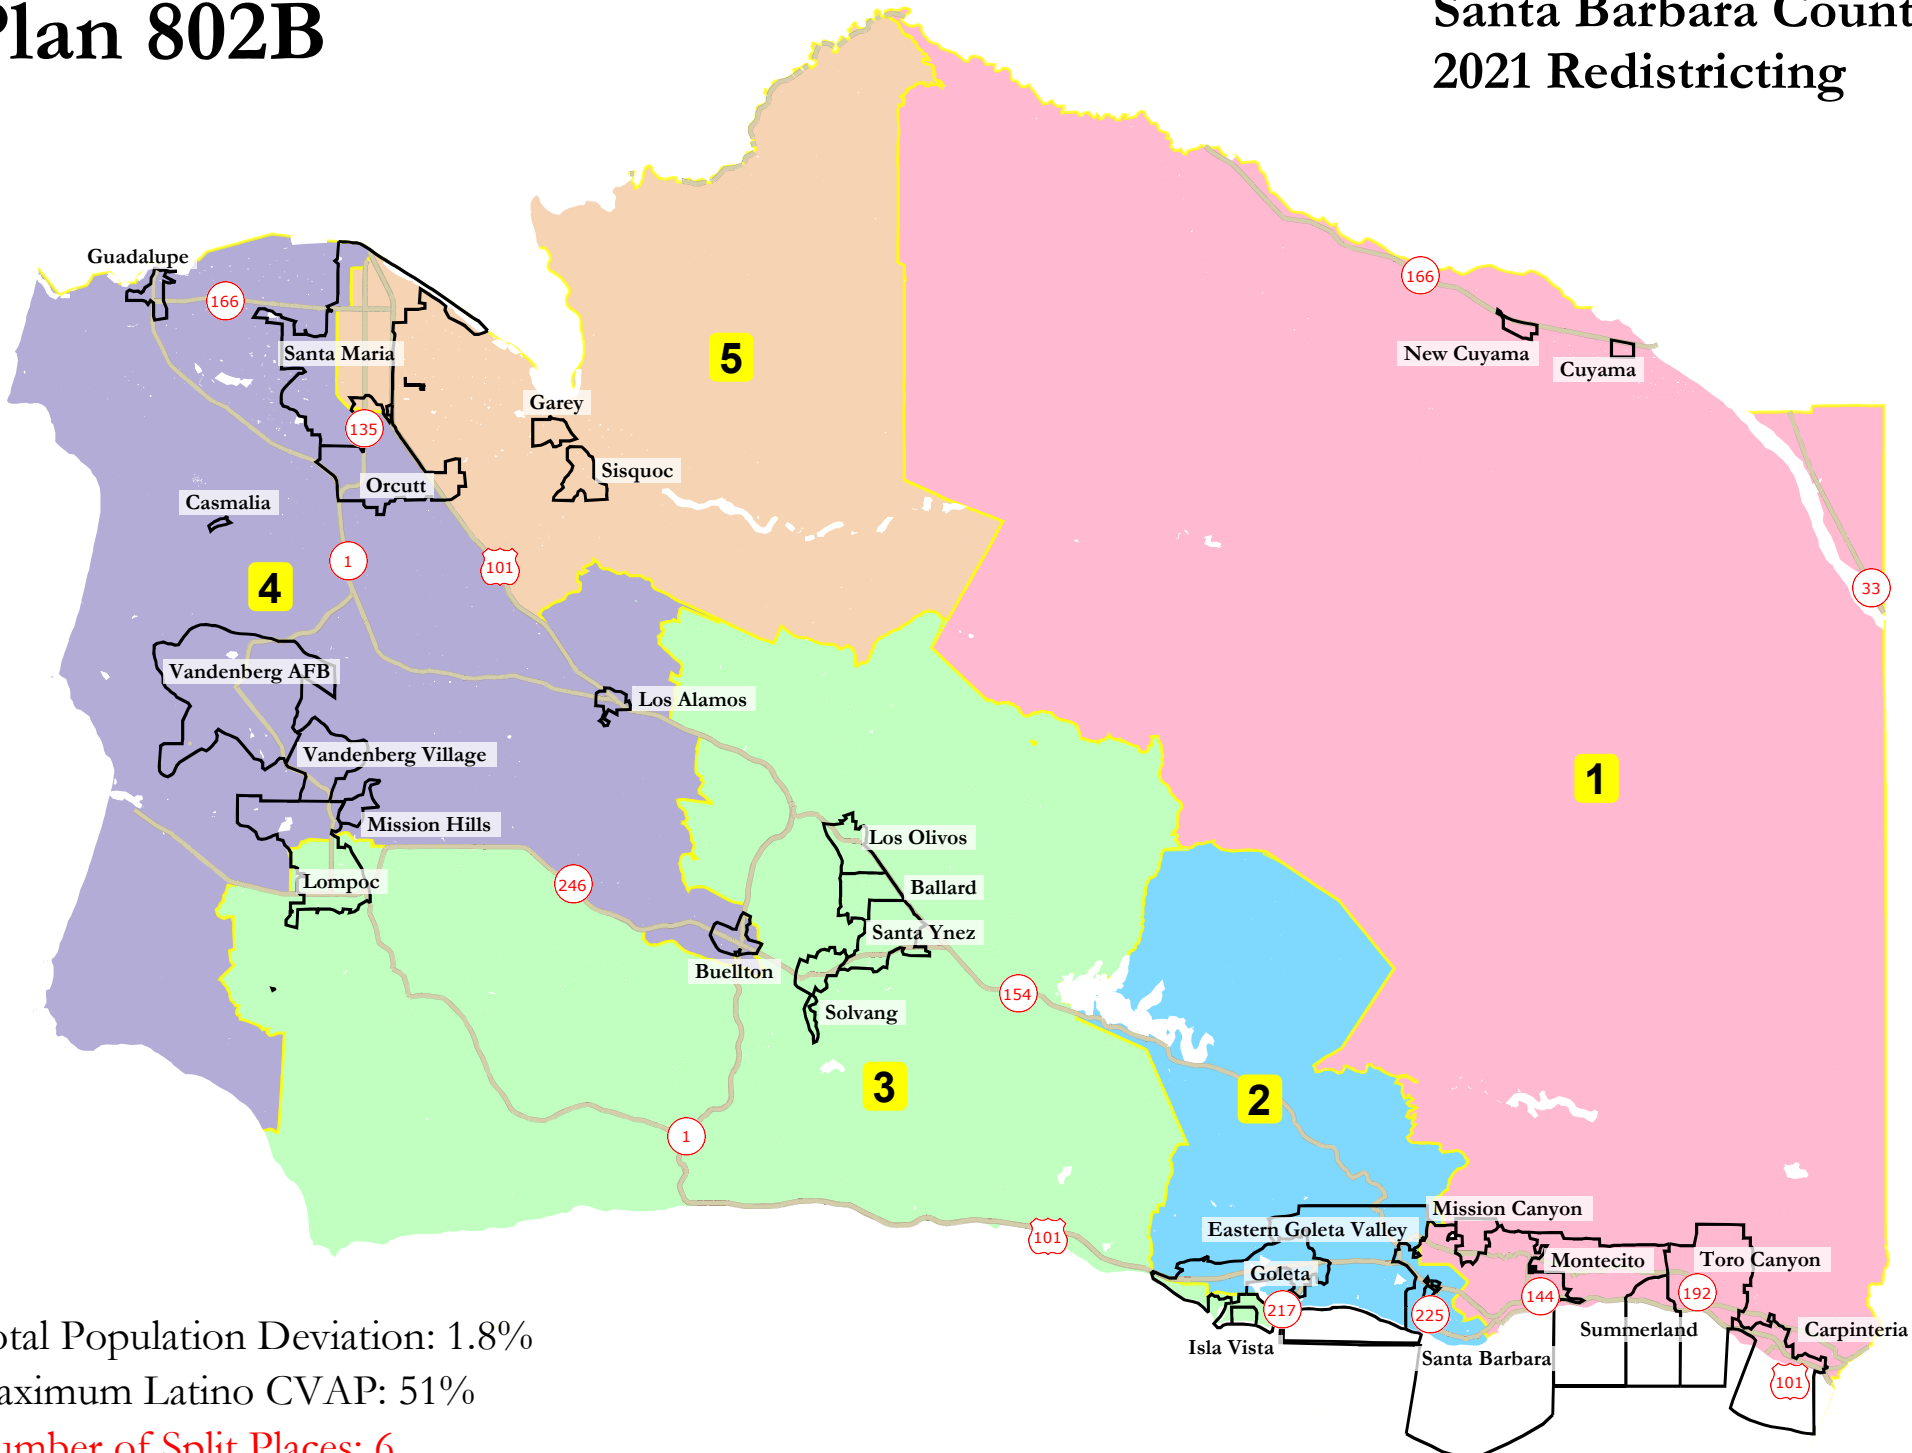 Plan 802B
Santa Barbara Count
2021 Redistricting
Guadalupe
166
166
Santa Maria
5
New Cuyama
Cuyama
Garey
135
Sisquoc
Orcutt
Casmalia
1
101
4
33
Vandenberg AFB
Los Alamos
Vandenberg Village
1
Mission Hills
Los Olivos
Lompoc
246
Ballard
Santa Ynez
Buellton
154
Solvang
3
2
1
Mission Canyon
Eastern Goleta Valley
101
Montecito
Toro Canyon
Goleta
217
225
144
192
Isla Vista
Summerland
Carpinteria
Santa Barbara
101
otal Population Deviation: 1.8%
aximum Latino CVAP: 51%
umber of Split Places: 6